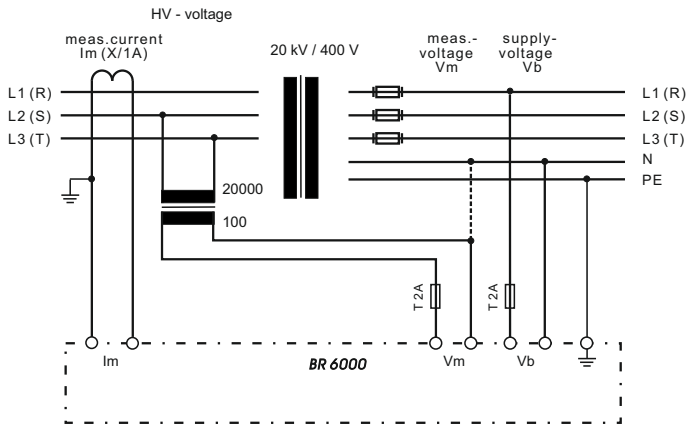 HV - voltage
meas.current
Im (X/1A)
20 kV / 400 V
meas.-
voltage
Vm
supply-
voltage
Vb
L1 (R)
L2 (S)
L3 (T)
L1 (R)
L2 (S)
L3 (T)
N
PE
20000
100
T 2A
T 2A
Im
BR 6000
Vm
Vb